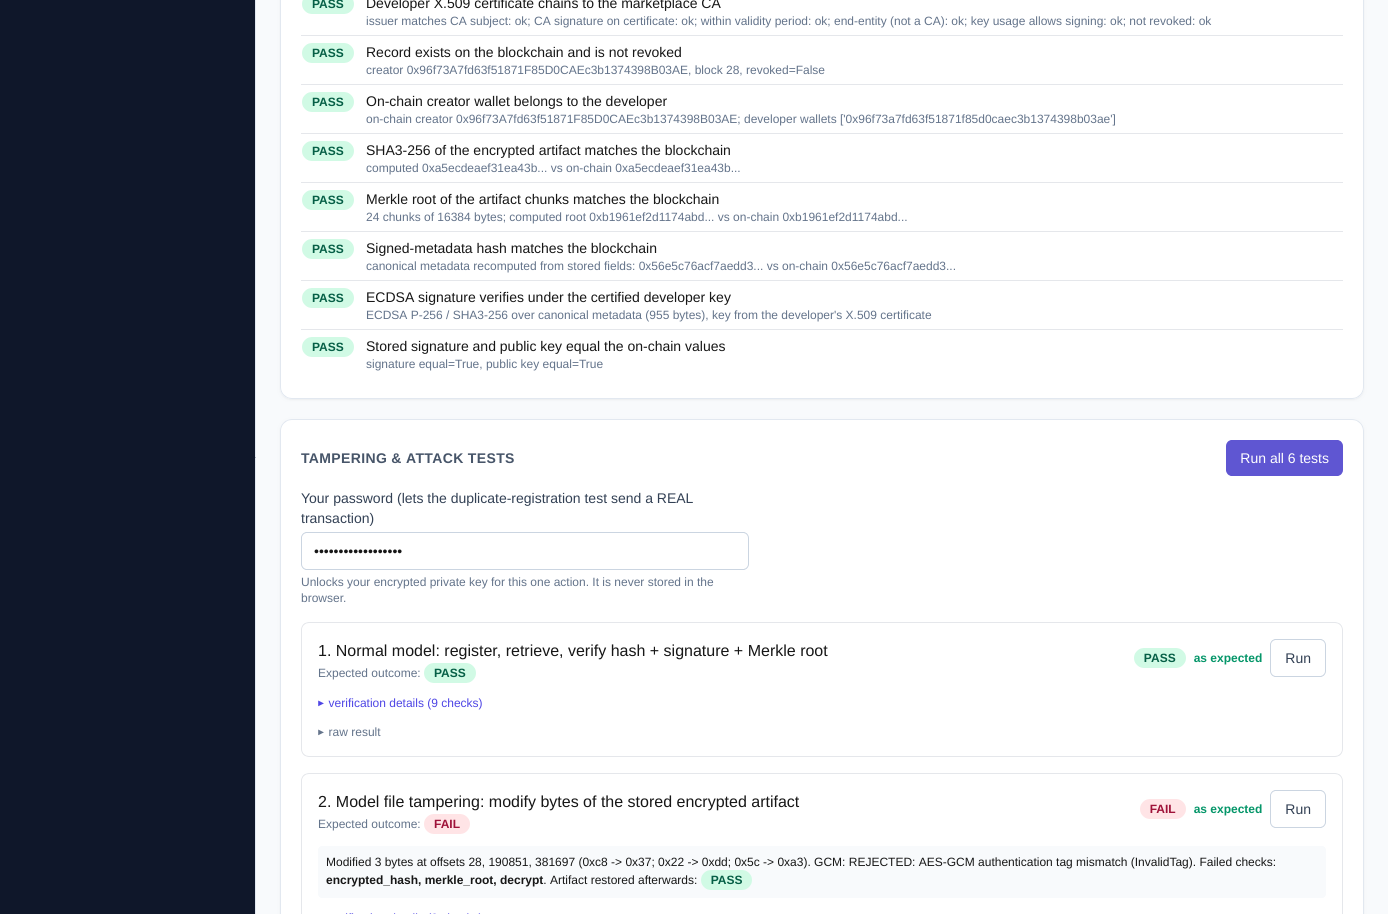 Developer X.509 certificate chains to the marketplace CA
PASS
issuer matches CA subject: ok; CA signature on certificate: ok; within validity period: ok; end-entity (not a CA): ok; key usage allows signing: ok; not revoked: ok
PASS
Record exists on the blockchain and is not revoked
creator 0x96f73A7fd63f51871F85D0CAEc3b1374398B03AE, block 28, revoked=False
PASS
On-chain creator wallet belongs to the developer
on-chain creator 0x96f73A7fd63f51871F85D0CAEc3b1374398B03AE; developer wallets ['0x96f73a7fd63f51871f85d0caec3b1374398b03ae']
PASS
SHA3-256 of the encrypted artifact matches the blockchain
computed 0xa5ecdeaef31ea43b... vs on-chain 0xa5ecdeaef31ea43b...
PASS
Merkle root of the artifact chunks matches the blockchain
24 chunks of 16384 bytes; computed root 0xb1961ef2d1174abd... vs on-chain 0xb1961ef2d1174abd...
PASS
Signed-metadata hash matches the blockchain
canonical metadata recomputed from stored fields: 0x56e5c76acf7aedd3... vs on-chain 0x56e5c76acf7aedd3...
PASS
ECDSA signature verifies under the certified developer key
ECDSA P-256 / SHA3-256 over canonical metadata (955 bytes), key from the developer's X.509 certificate
PASS
Stored signature and public key equal the on-chain values
signature equal=True, public key equal=True
TAMPERING & ATTACK TESTS
Run all 6 tests
Your password (lets the duplicate-registration test send a REAL
transaction)
••••••••••••••••••
Unlocks your encrypted private key for this one action. It is never stored in the
browser.
1. Normal model: register, retrieve, verify hash + signature + Merkle root
Expected outcome: PASS
PASS as expected Run
▸ verification details (9 checks)
▸ raw result
2. Model file tampering: modify bytes of the stored encrypted artifact
Expected outcome: FAIL
FAIL as expected Run
Modified 3 bytes at offsets 28, 190851, 381697 (0xc8 -> 0x37; 0x22 -> 0xdd; 0x5c -> 0xa3). GCM: REJECTED: AES-GCM authentication tag mismatch (InvalidTag). Failed checks:
encrypted_hash, merkle_root, decrypt. Artifact restored afterwards: PASS